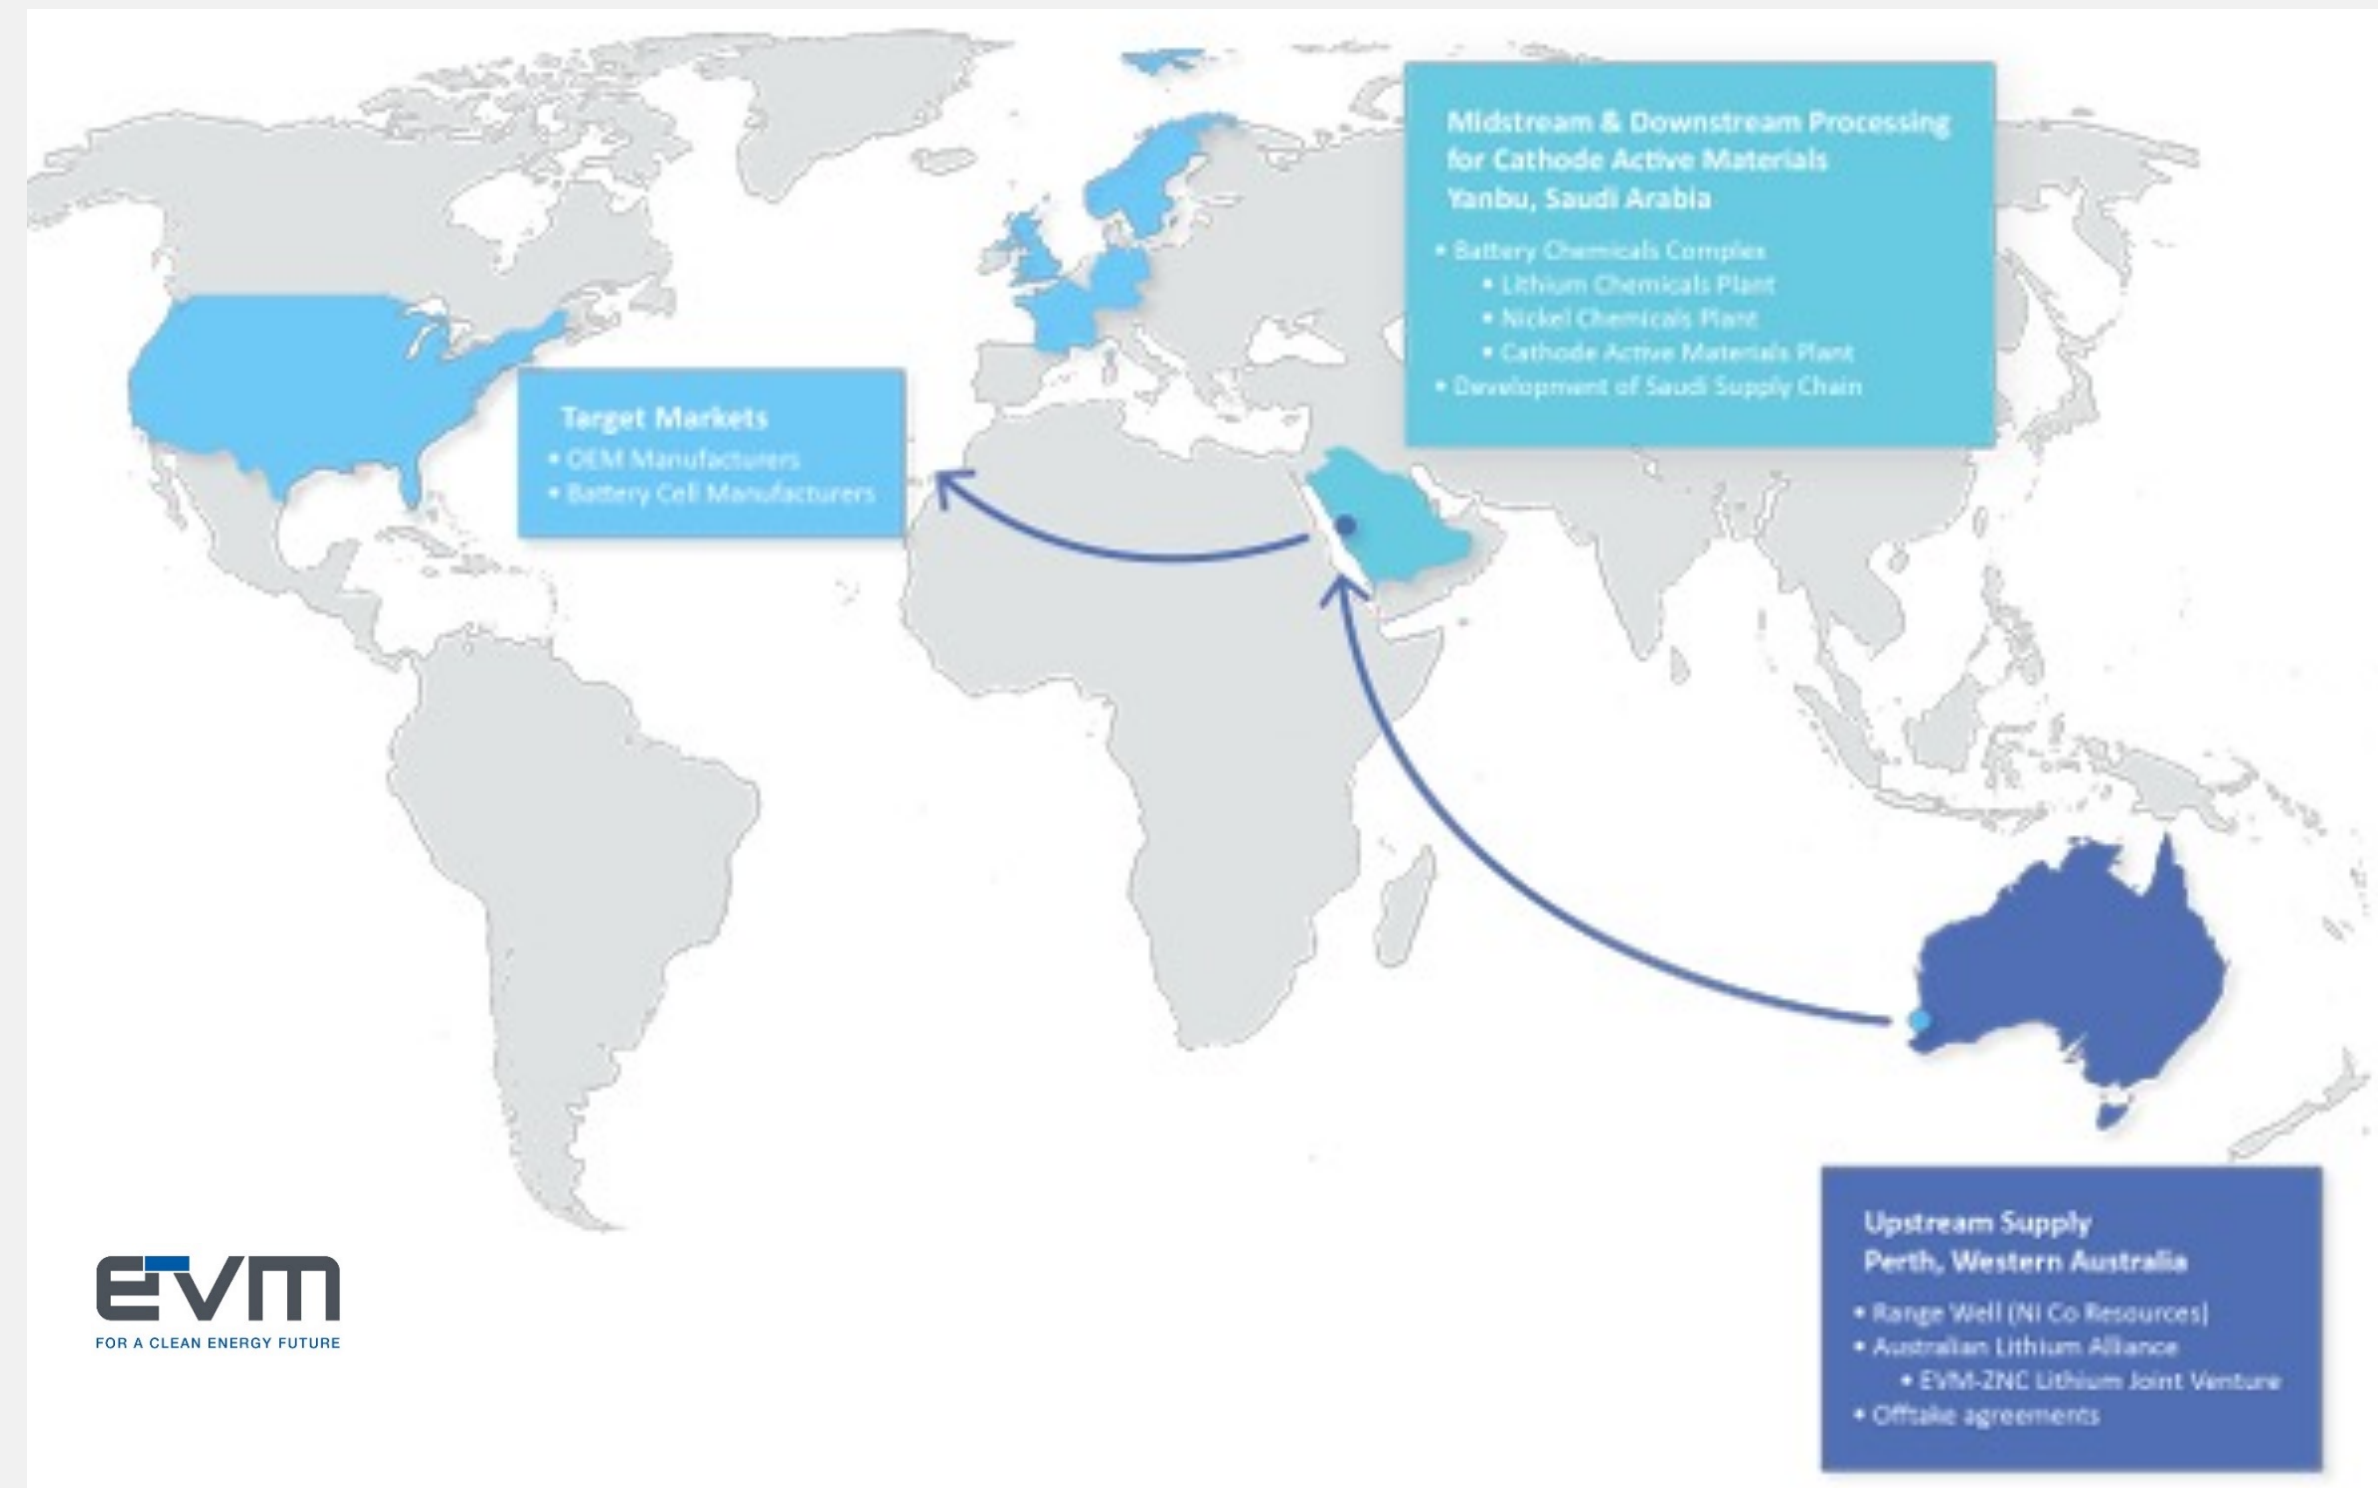 Midstream & Downstream Processing
for Cathode Active Materials
Yanbu, Saudi Arabia
• Battery Chemicals Complex
• Lithium Chemicals Plant
• Nickel Chemicals Plant
• Cathode Active Materials Plant
• Development of Saudi Supply Chain
Target Markets
• OEM Manufacturers
• Battery Cell Manufacturers
Upstream Supply
Perth, Western Australia
• Range Well (Ni Co Resources)
• Australian Lithium Alliance
• EVM-ZNC Lithium Joint Venture
• Offtake agreements
evm
FOR A CLEAN ENERGY FUTURE